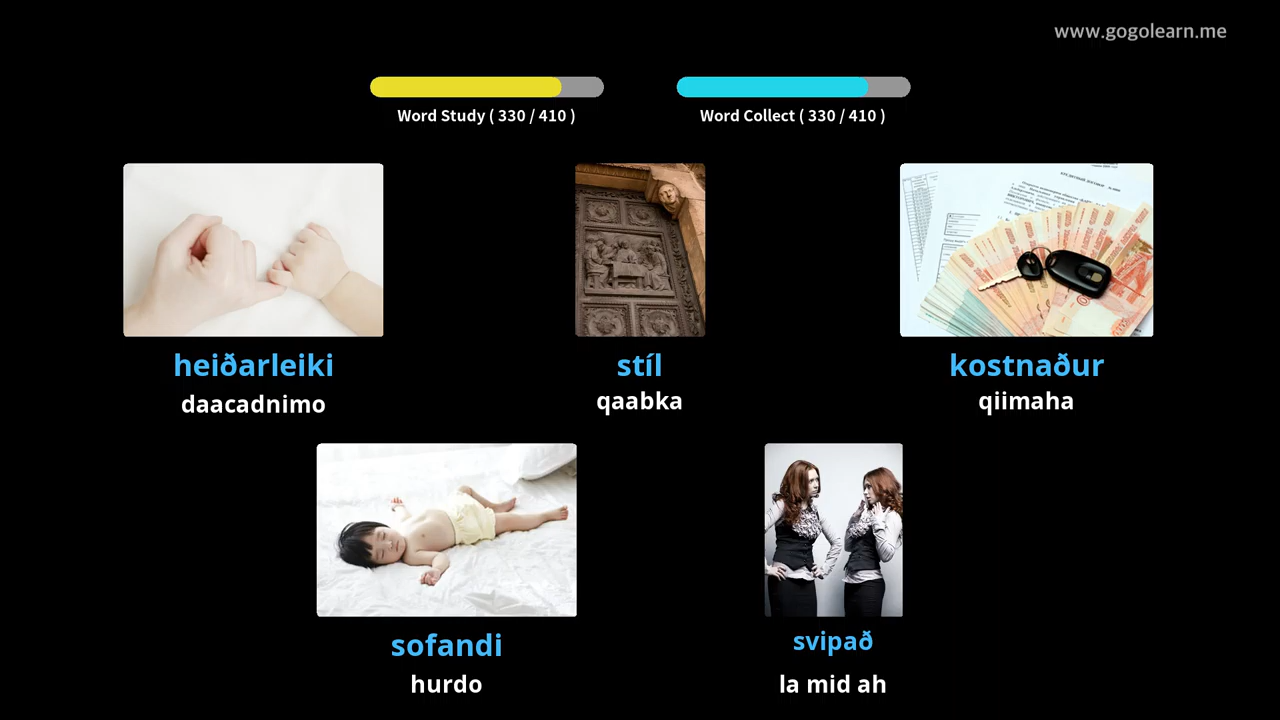 www.gogolearn.me
Word Study ( 330 / 410 )
Word Collect ( 330 / 410 )
heiðarleiki
daacadnimo
stíl
qaabka
kostnaður
qiimaha
sofandi
hurdo
svipað
la mid ah